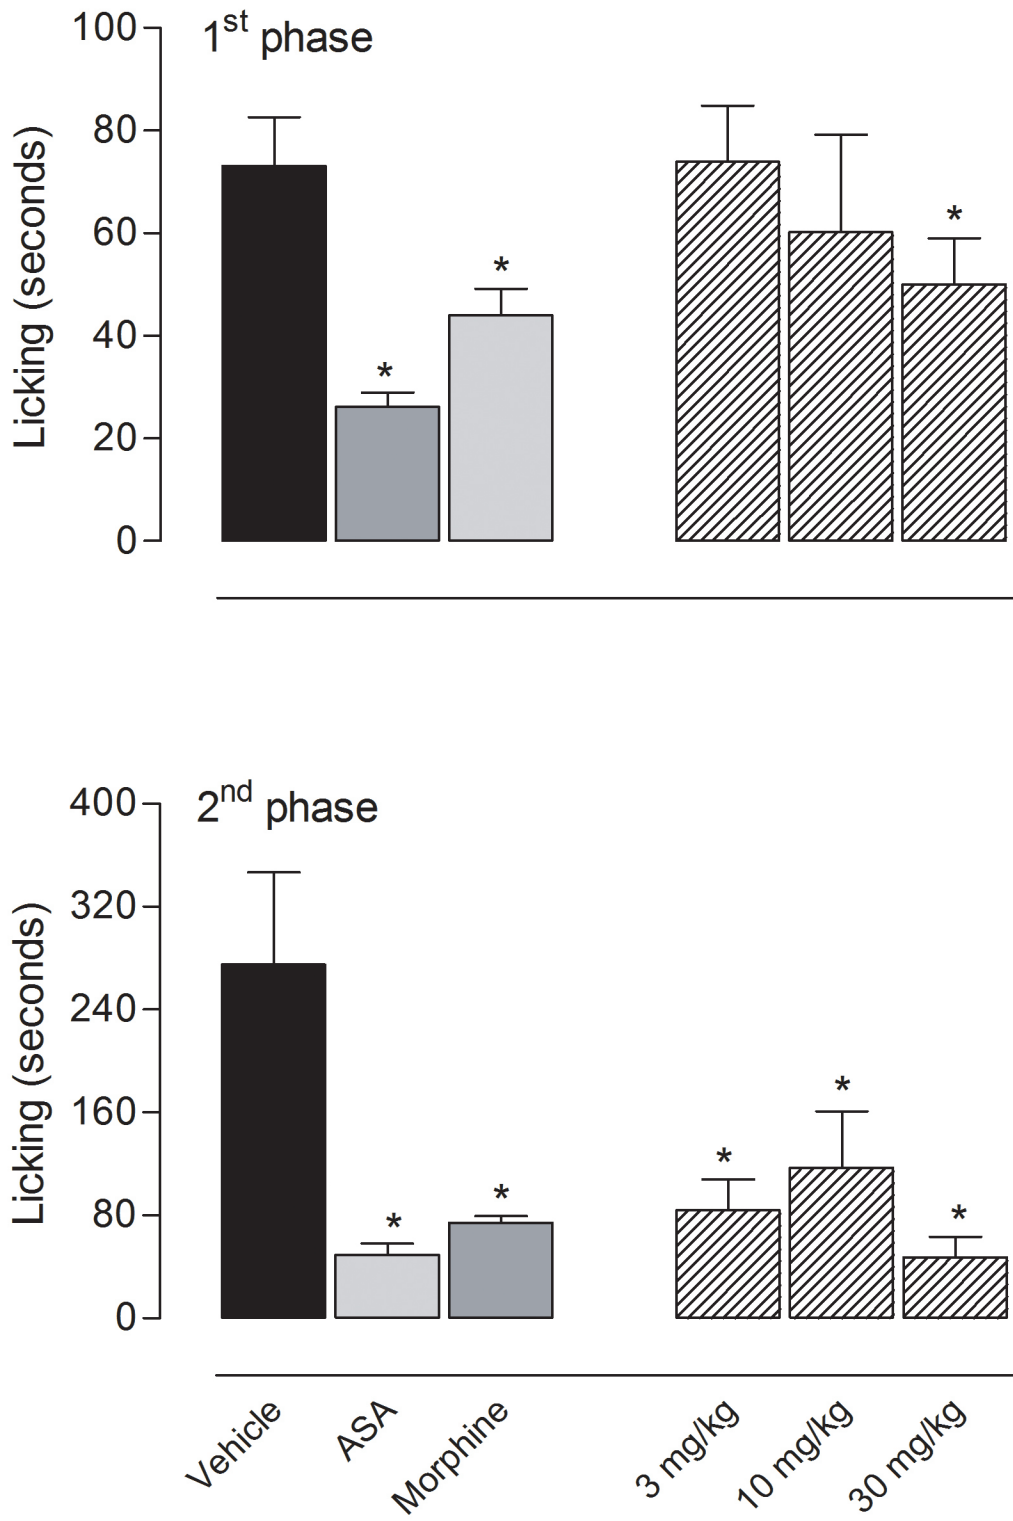 1st phase
Licking (seconds)
100
80
60
40
20
0
*
*
*
2nd phase
Licking (seconds)
400
320
240
160
80
0
*
*
*
*
*
Vehicle
ASA
Morphine
3 mg/kg
10 mg/kg
30 mg/kg